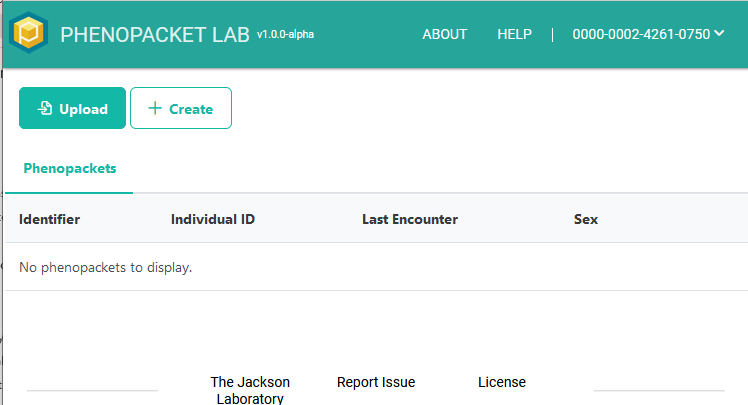 PHENOPACKET LAB v1.0.0-alpha ABOUT HELP | 0000-0002-4261-0750
Upload Create
Phenopackets
Identifier Individual ID Last Encounter Sex
No phenopackets to display.
The Jackson Report Issue License
Laboratory